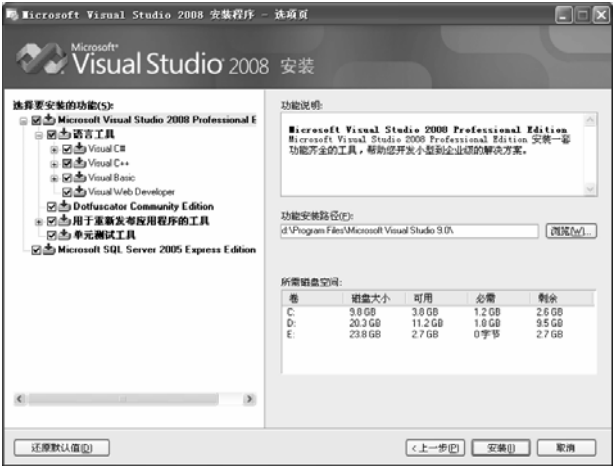 Microsoft Visual Studio 2008 安装程序 - 选项页
Microsoft
Visual Studio 2008 安装
选择要安装的功能(S):
Microsoft Visual Studio 2008 Professional E
语言工具
Visual C#
Visual C++
Visual Basic
Visual Web Developer
Dotfuscator Community Edition
用于重新发布应用程序的工具
单元测试工具
Microsoft SQL Server 2005 Express Edition
功能说明:
Microsoft Visual Studio 2008 Professional Edition
Microsoft Visual Studio 2008 Professional Edition 安装一套
功能齐全的工具，帮助您开发小型到企业级的解决方案。
功能安装路径(F):
d:\Program Files\Microsoft Visual Studio 9.0\
浏览(W)...
所需磁盘空间:
卷 磁盘大小 可用 必需 剩余
C: 9.8 GB 3.8 GB 1.2 GB 2.6 GB
D: 20.3 GB 11.2 GB 1.8 GB 9.5 GB
E: 23.8 GB 2.7 GB 0 字节 2.7 GB
还原默认值(D)
<上一步(P)
安装(I)
取消